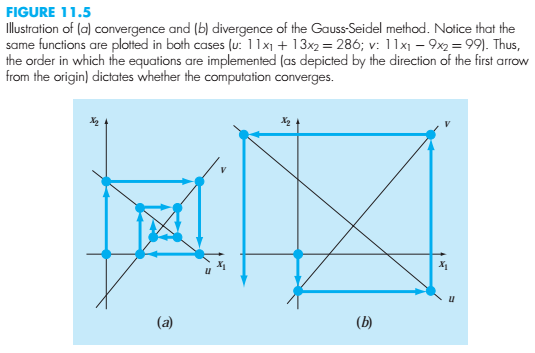 FIGURE 11.5
Illustration of (a) convergence and (b) divergence of the Gauss-Seidel method. Notice that the
same functions are plotted in both cases (u: 11x₁ + 13x₂ = 286; v: 11x₁ – 9x₂ = 99). Thus,
the order in which the equations are implemented (as depicted by the direction of the first arrow
from the origin) dictates whether the computation converges.
x₂
v
u
x₁
(a)
x₂
v
x₁
u
(b)